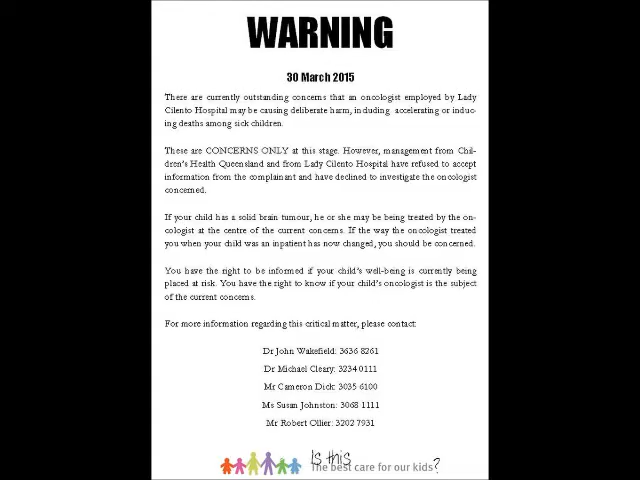 WARNING
30 March 2015
There are currently outstanding concerns that an oncologist employed by Lady
Cilento Hospital may be causing deliberate harm, including accelerating or induc-
ing deaths among sick children.
These are CONCERNS ONLY at this stage. However, management from Chil-
dren's Health Queensland and from Lady Cilento Hospital have refused to accept
information from the complainant and have declined to investigate the oncologist
concerned.
If your child has a solid brain tumour, he or she may be being treated by the on-
cologist at the centre of the current concerns. If the way the oncologist treated
you when your child was an inpatient has now changed, you should be concerned.
You have the right to be informed if your child's well-being is currently being
placed at risk. You have the right to know if your child's oncologist is the subject
of the current concerns.
For more information regarding this critical matter, please contact:
Dr John Wakefield: 3636 8261
Dr Michael Cleary: 3234 0111
Mr Cameron Dick: 3035 6100
Ms Susan Johnston: 3068 1111
Mr Robert Ollier: 3202 7931
Is this
The best care for our kids?